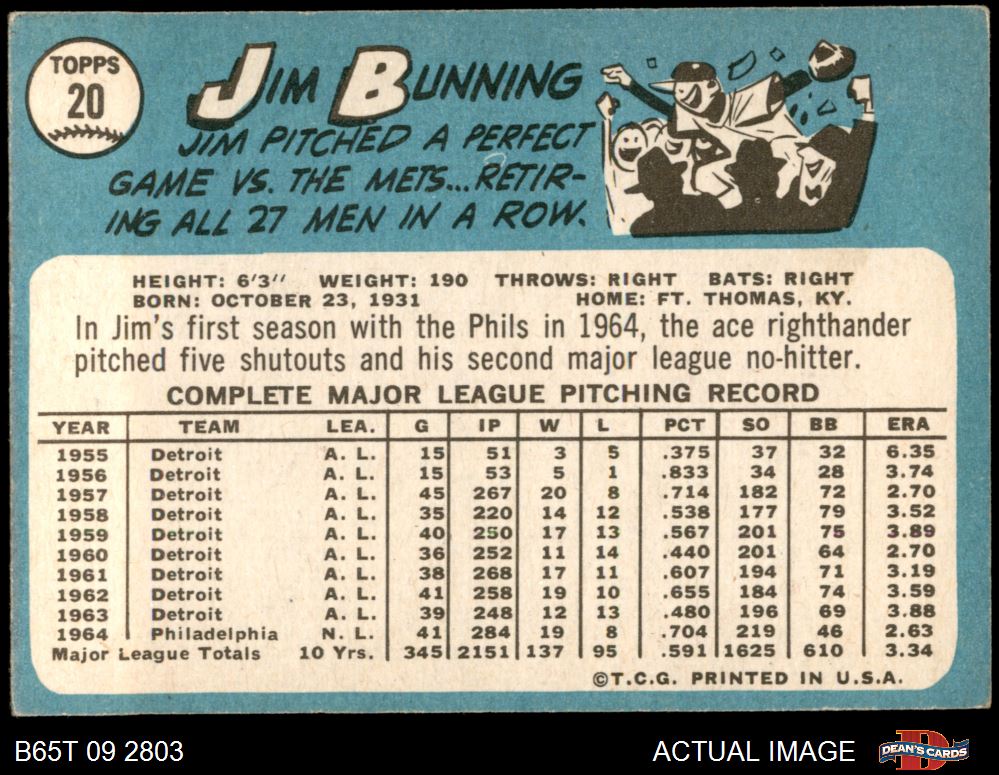 TOPPS
20
JIM BUNNING
JIM PITCHED A PERFECT
GAME VS. THE METS...RETIR-
ING ALL 27 MEN IN A ROW.
HEIGHT: 6'3" WEIGHT: 190 THROWS: RIGHT BATS: RIGHT
BORN: OCTOBER 23, 1931 HOME: FT. THOMAS, KY.
In Jim's first season with the Phils in 1964, the ace righthander
pitched five shutouts and his second major league no-hitter.
COMPLETE MAJOR LEAGUE PITCHING RECORD
YEAR TEAM LEA. G IP W L PCT SO BB ERA
1955 Detroit A. L. 15 51 3 5 .375 37 32 6.35
1956 Detroit A. L. 15 53 5 1 .833 34 28 3.74
1957 Detroit A. L. 45 267 20 8 .714 182 72 2.70
1958 Detroit A. L. 35 220 14 12 .538 177 79 3.52
1959 Detroit A. L. 40 250 17 13 .567 201 75 3.89
1960 Detroit A. L. 36 252 11 14 .440 201 64 2.70
1961 Detroit A. L. 38 268 17 11 .607 194 71 3.19
1962 Detroit A. L. 41 258 19 10 .655 184 74 3.59
1963 Detroit A. L. 39 248 12 13 .480 196 69 3.88
1964 Philadelphia N. L. 41 284 19 8 .704 219 46 2.63
Major League Totals 10 Yrs. 345 2151 137 95 .591 1625 610 3.34
©T.C.G. PRINTED IN U.S.A.
B65T 09 2803 ACTUAL IMAGE DEAN'S CARDS